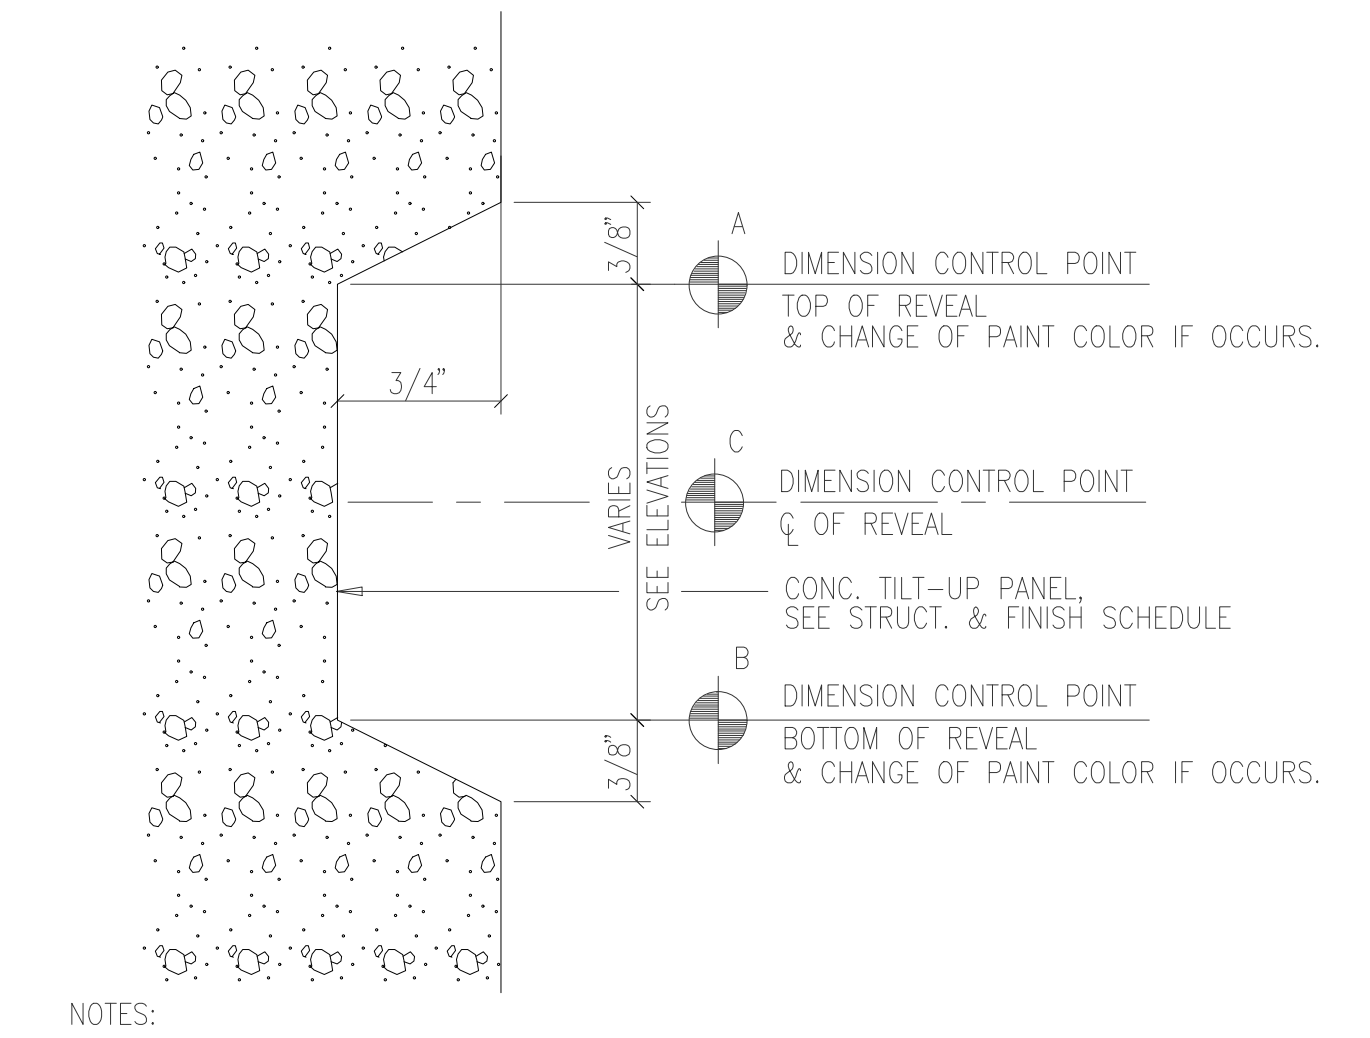 A
3/8"
DIMENSION CONTROL POINT
TOP OF REVEAL
& CHANGE OF PAINT COLOR IF OCCURS.
3/4"
C
VARIES
SEE ELEVATIONS
DIMENSION CONTROL POINT
℄ OF REVEAL
CONC. TILT-UP PANEL,
SEE STRUCT. & FINISH SCHEDULE
B
DIMENSION CONTROL POINT
3/8"
BOTTOM OF REVEAL
& CHANGE OF PAINT COLOR IF OCCURS.
NOTES: